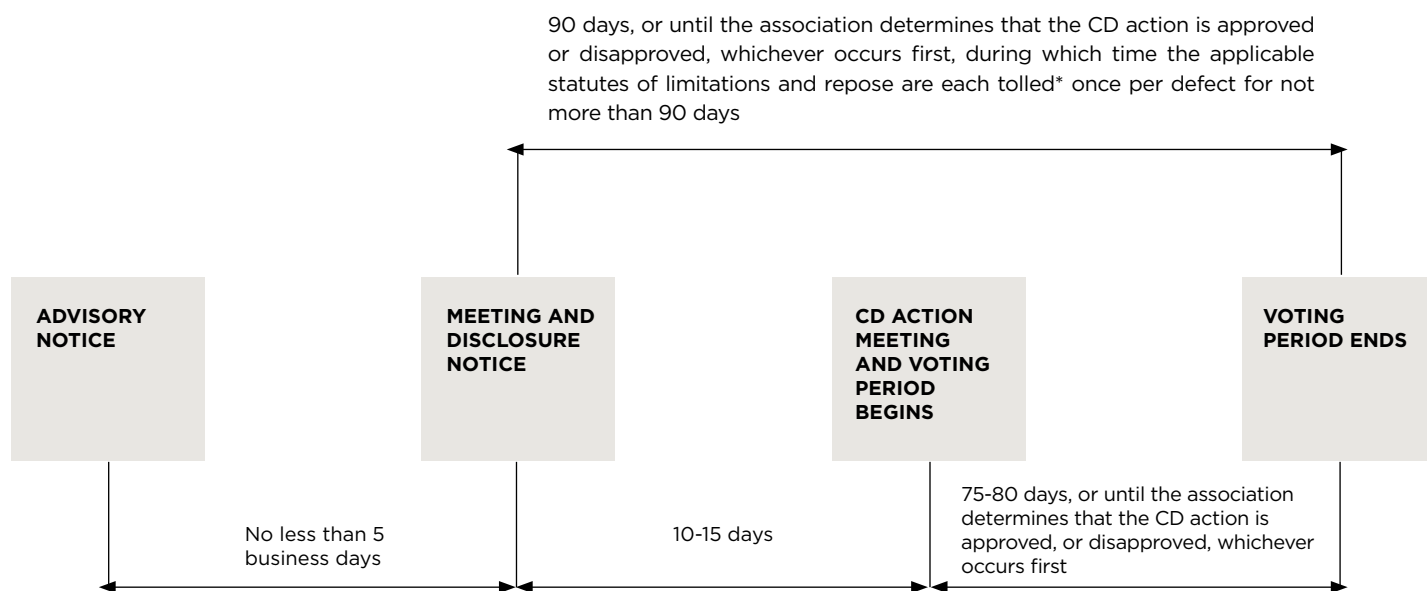 90 days, or until the association determines that the CD action is approved
or disapproved, whichever occurs first, during which time the applicable
statutes of limitations and repose are each tolled* once per defect for not
more than 90 days
ADVISORY
NOTICE
MEETING AND
DISCLOSURE
NOTICE
CD ACTION
MEETING
AND VOTING
PERIOD
BEGINS
VOTING
PERIOD ENDS
No less than 5
business days
10-15 days
75-80 days, or until the association
determines that the CD action is
approved, or disapproved, whichever
occurs first